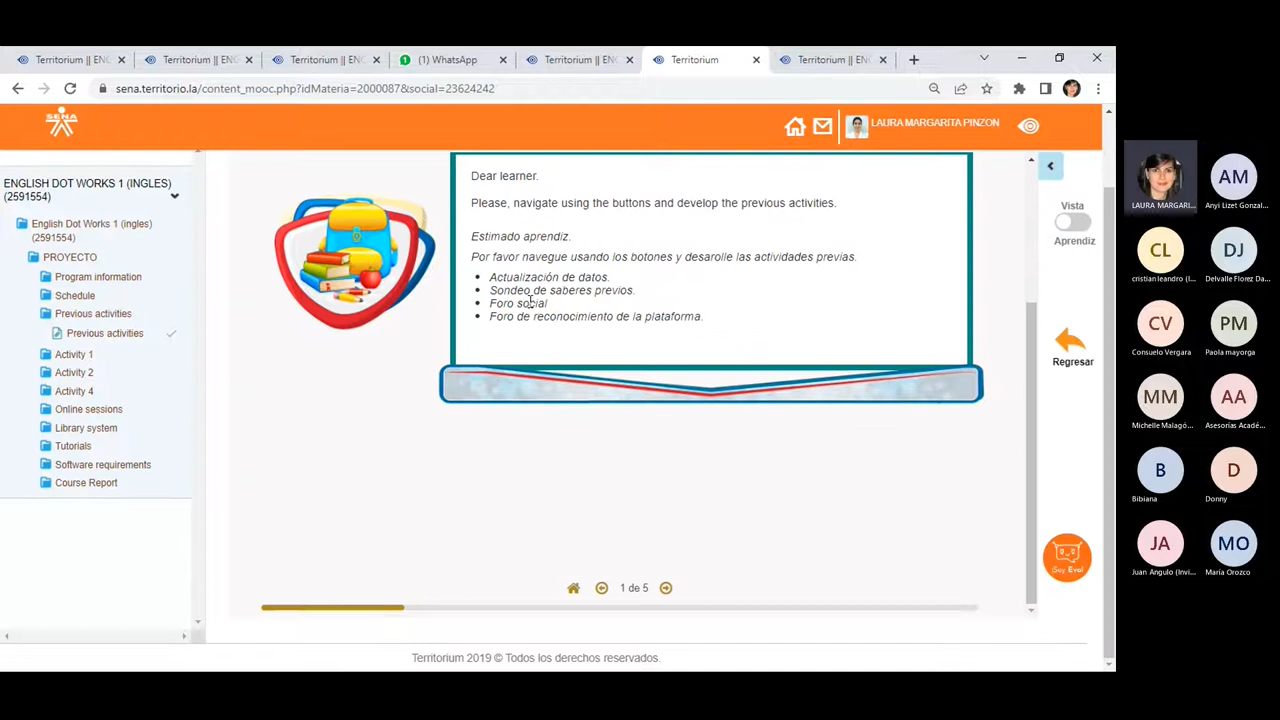 Territorium || ENG
Territorium || ENG
Territorium || ENG
(1) WhatsApp
Territorium || ENG
Territorium
Territorium || ENG
sena.territorio.la/content_mooc.php?idMateria=2000087&social=23624242
SENA
LAURA MARGARITA PINZON
ENGLISH DOT WORKS 1 (INGLES)
(2591554)
English Dot Works 1 (ingles)
(2591554)
PROYECTO
Program information
Schedule
Previous activities
Previous activities
Activity 1
Activity 2
Activity 4
Online sessions
Library system
Tutorials
Software requirements
Course Report
Dear learner.
Please, navigate using the buttons and develop the previous activities.
Estimado aprendiz.
Por favor navegue usando los botones y desarolle las actividades previas.
Actualización de datos.
Sondeo de saberes previos.
Foro social
Foro de reconocimiento de la plataforma.
1 de 5
Vista
Aprendiz
Regresar
¡Soy Evo!
Territorium 2019 © Todos los derechos reservados.
LAURA MARGARI...
AM
Anyi Lizet Gonzal...
CL
cristian leandro (I...
DJ
Delvalle Florez Da...
CV
Consuelo Vergara
PM
Paola mayorga
MM
Michelle Malagó...
AA
Asesorías Acadé...
B
Bibiana
D
Donny
JA
Juan Angulo (Invi...
MO
María Orozco